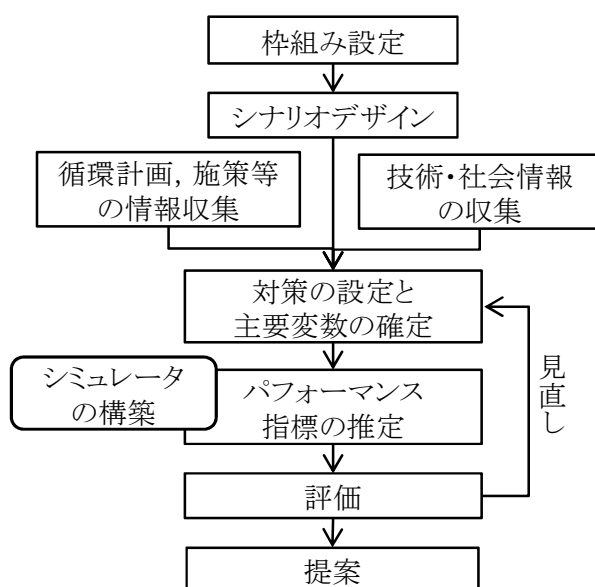 枠組み設定
シナリオデザイン
循環計画, 施策等
の情報収集
技術・社会情報
の収集
対策の設定と
主要変数の確定
シミュレータ
の構築
パフォーマンス
指標の推定
見直し
評価
提案